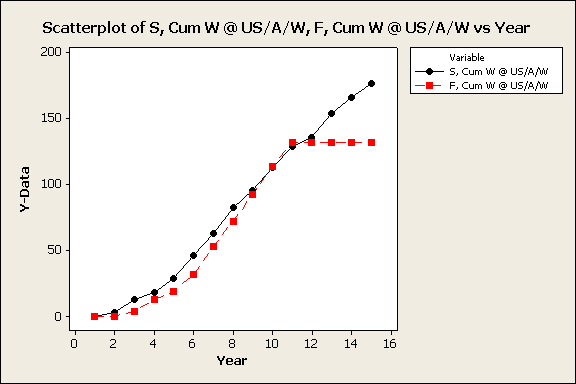 Scatterplot of S, Cum W @ US/A/W, F, Cum W @ US/A/W vs Year
Variable
S, Cum W @ US/A/W
F, Cum W @ US/A/W
200
150
100
50
0
Y-Data
0 2 4 6 8 10 12 14 16
Year